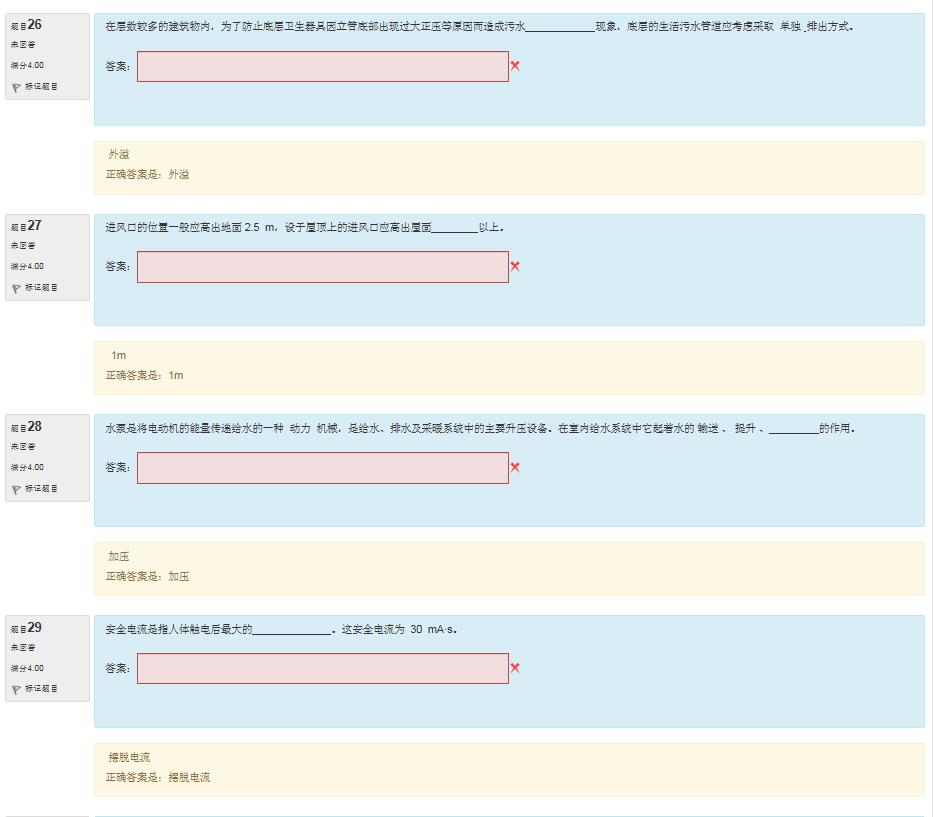 题目26
未回答
满分4.00
标记题目
在层数较多的建筑物内，为了防止底层卫生器具因立管底部出现过大正压等原因而造成污水____________现象，底层的生活污水管道应考虑采取 单独 排出方式。
答案：
外溢
正确答案是：外溢
题目27
未回答
满分4.00
标记题目
进风口的位置一般应高出地面 2.5 m，设于屋顶上的进风口应高出屋面________以上。
答案：
1m
正确答案是：1m
题目28
未回答
满分4.00
标记题目
水泵是将电动机的能量传递给水的一种 动力 机械，是给水、排水及采暖系统中的主要升压设备。在室内给水系统中它起着水的 输送 、 提升 、_________的作用。
答案：
加压
正确答案是：加压
题目29
未回答
满分4.00
标记题目
安全电流是指人体触电后最大的______________。这安全电流为 30 mA·s。
答案：
摆脱电流
正确答案是：摆脱电流